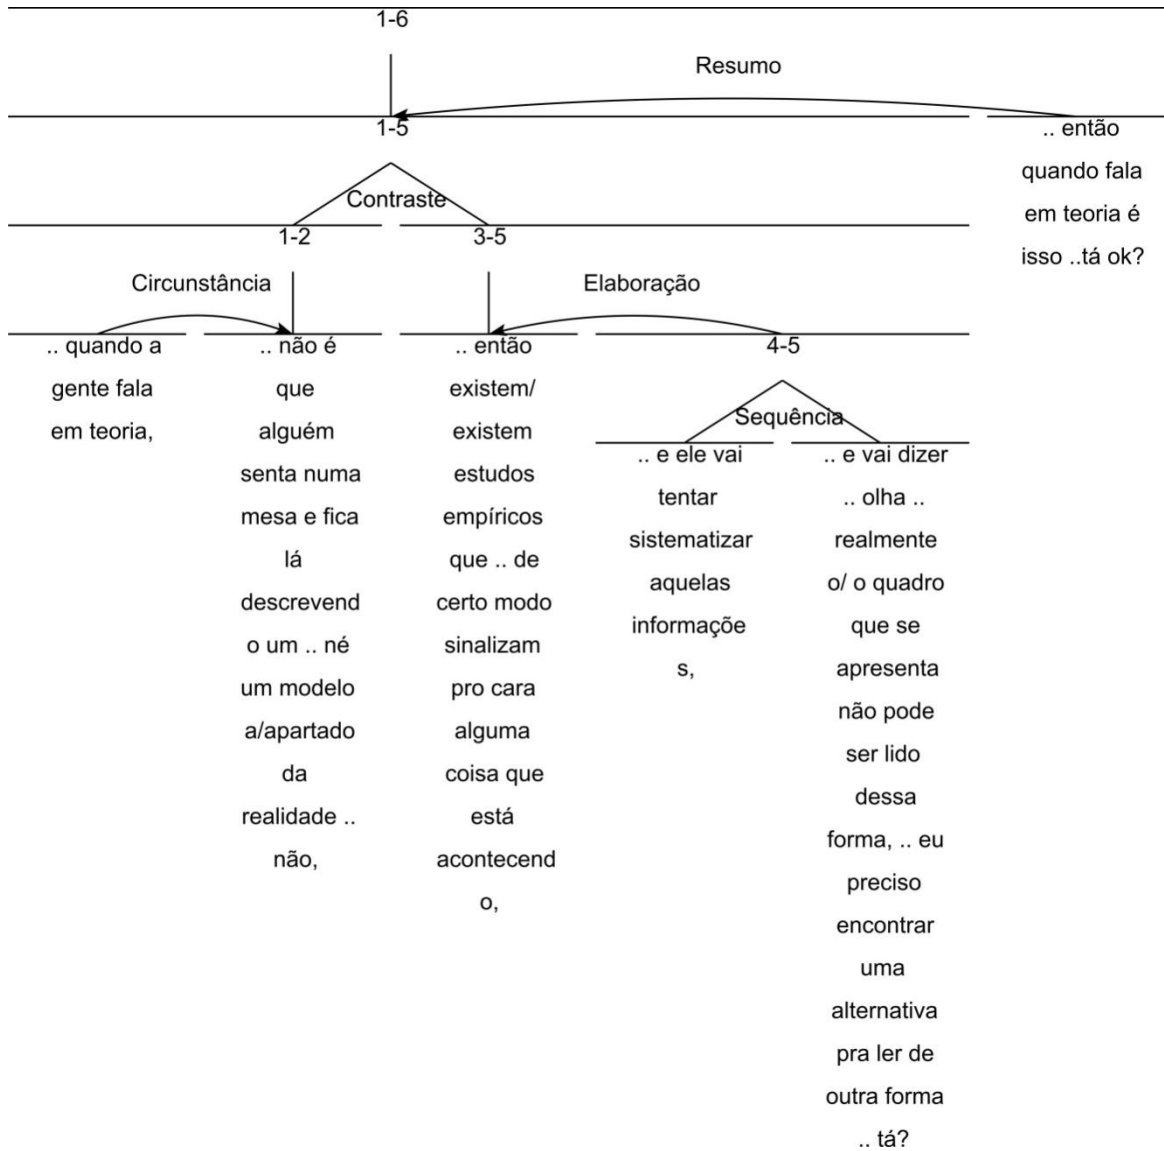 1-6
Resumo
1-5
Contraste
1-2
3-5
Circunstância
Elaboração
.. quando a
gente fala
em teoria,
.. não é
que
alguém
senta numa
mesa e fica
lá
descrevend
o um .. né
um modelo
a/apartado
da
realidade ..
não,
.. então
existem/
existem
estudos
empíricos
que .. de
certo modo
sinalizam
pro cara
alguma
coisa que
está
acontecend
o,
4-5
Sequência
.. e ele vai
tentar
sistematizar
aquelas
informaçõe
s,
.. e vai dizer
.. olha ..
realmente
o/ o quadro
que se
apresenta
não pode
ser lido
dessa
forma, .. eu
preciso
encontrar
uma
alternativa
pra ler de
outra forma
.. tá?
.. então
quando fala
em teoria é
isso ..tá ok?